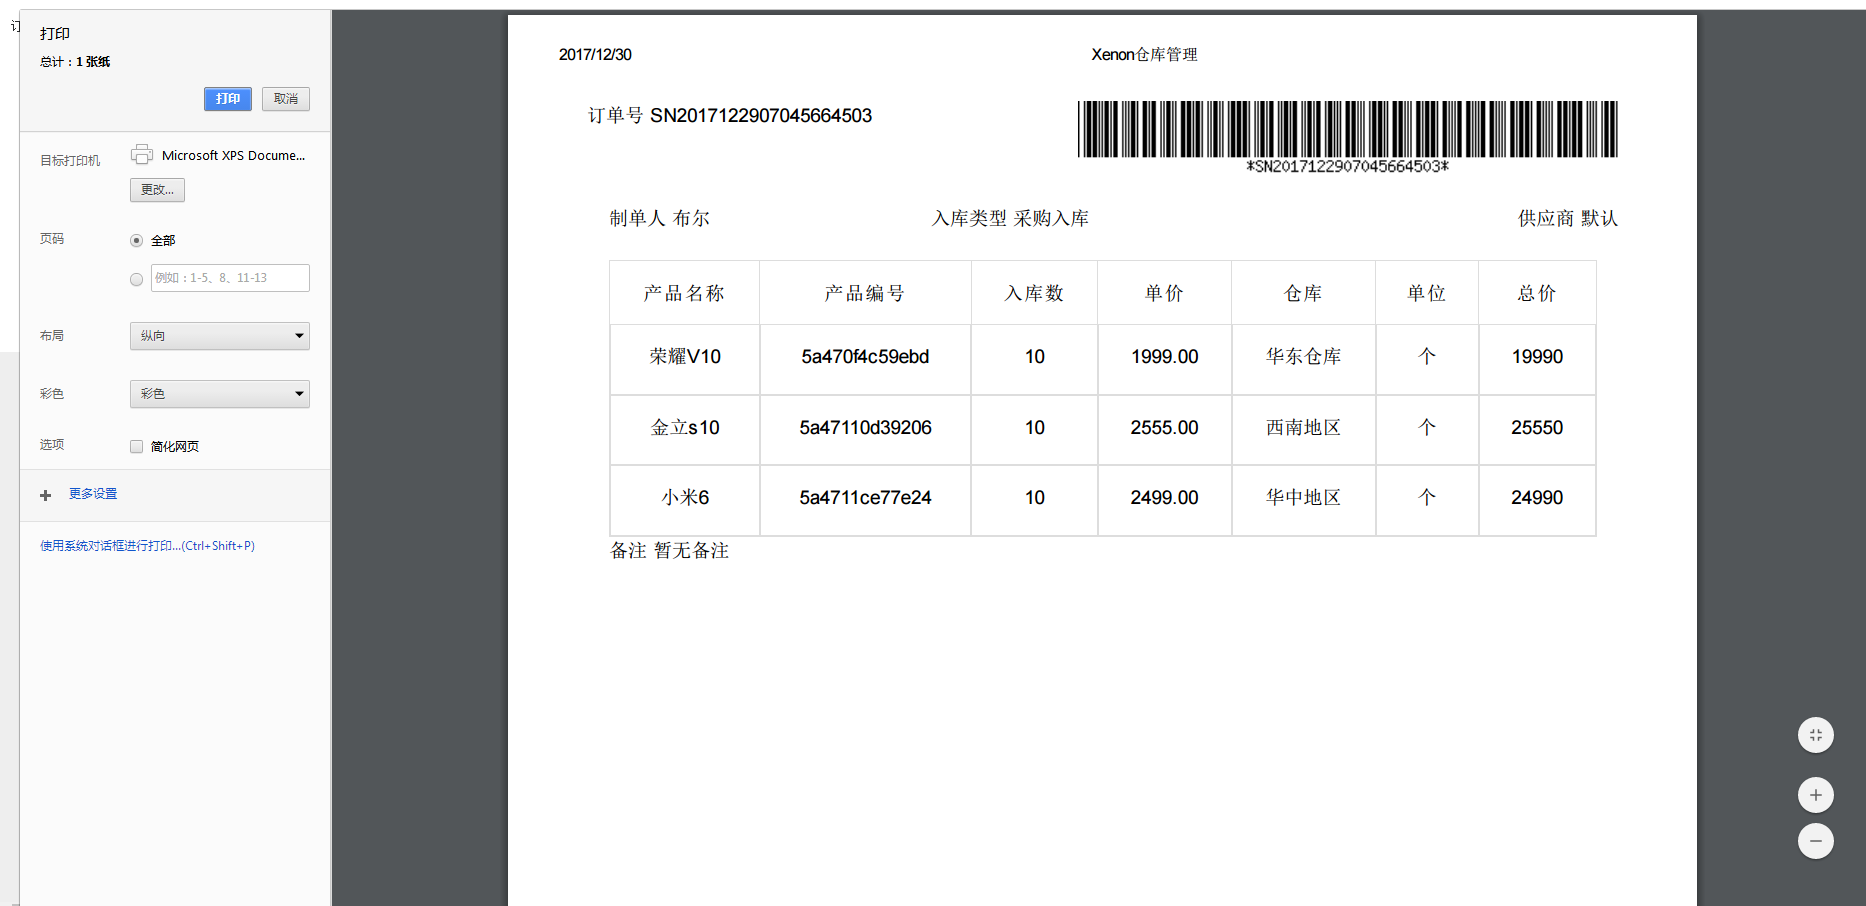 订
打印
总计：1 张纸
打印 取消
目标打印机 Microsoft XPS Docume...
更改...
页码 全部
例如：1-5、8、11-13
布局 纵向
彩色 彩色
选项 简化网页
更多设置
使用系统对话框进行打印...(Ctrl+Shift+P)
2017/12/30 Xenon仓库管理
订单号 SN2017122907045664503
*SN2017122907045664503*
制单人 布尔 入库类型 采购入库 供应商 默认
产品名称 产品编号 入库数 单价 仓库 单位 总价
荣耀V10 5a470f4c59ebd 10 1999.00 华东仓库 个 19990
金立s10 5a47110d39206 10 2555.00 西南地区 个 25550
小米6 5a4711ce77e24 10 2499.00 华中地区 个 24990
备注 暂无备注